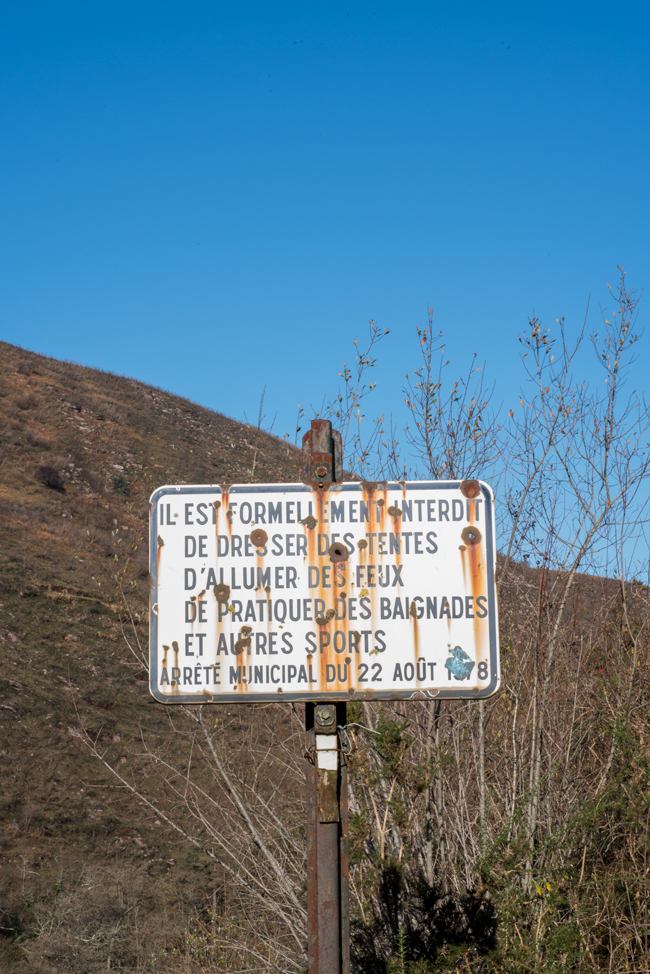 IL EST FORMELLEMENT INTERDIT
DE DRESSER DES TENTES
D'ALLUMER DES FEUX
DE PRATIQUER DES BAIGNADES
ET AUTRES SPORTS
ARRÊTÉ MUNICIPAL DU 22 AOÛT